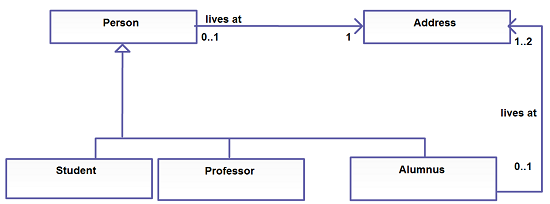 Person
lives at
Address
0..1
1
1..2
lives at
Student
Professor
Alumnus
0..1